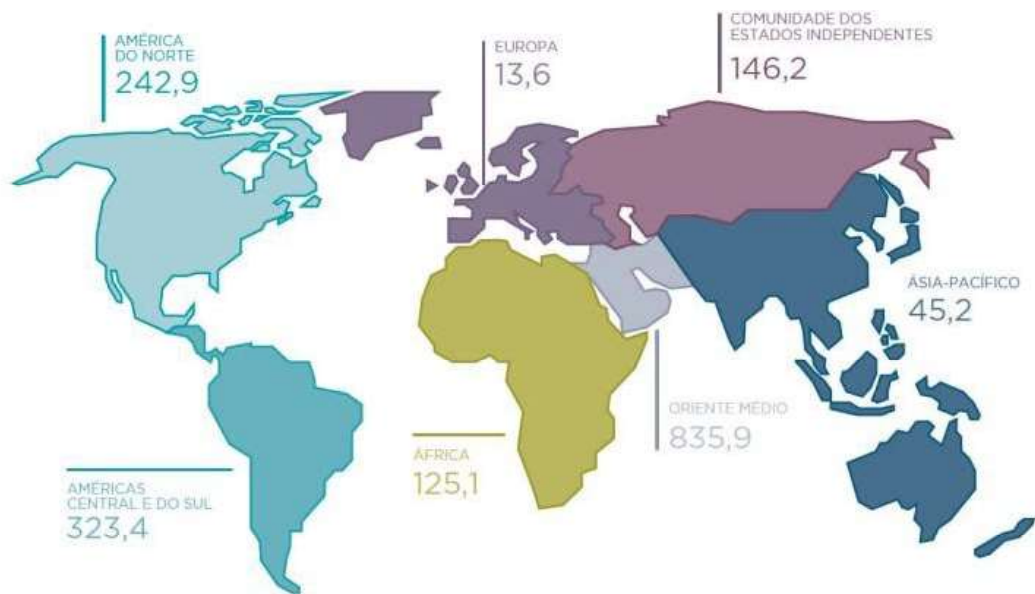 AMÉRICA
DO NORTE
242,9
EUROPA
13,6
COMUNIDADE DOS
ESTADOS INDEPENDENTES
146,2
ÁSIA-PACÍFICO
45,2
ORIENTE MÉDIO
835,9
ÁFRICA
125,1
AMÉRICAS
CENTRAL E DO SUL
323,4